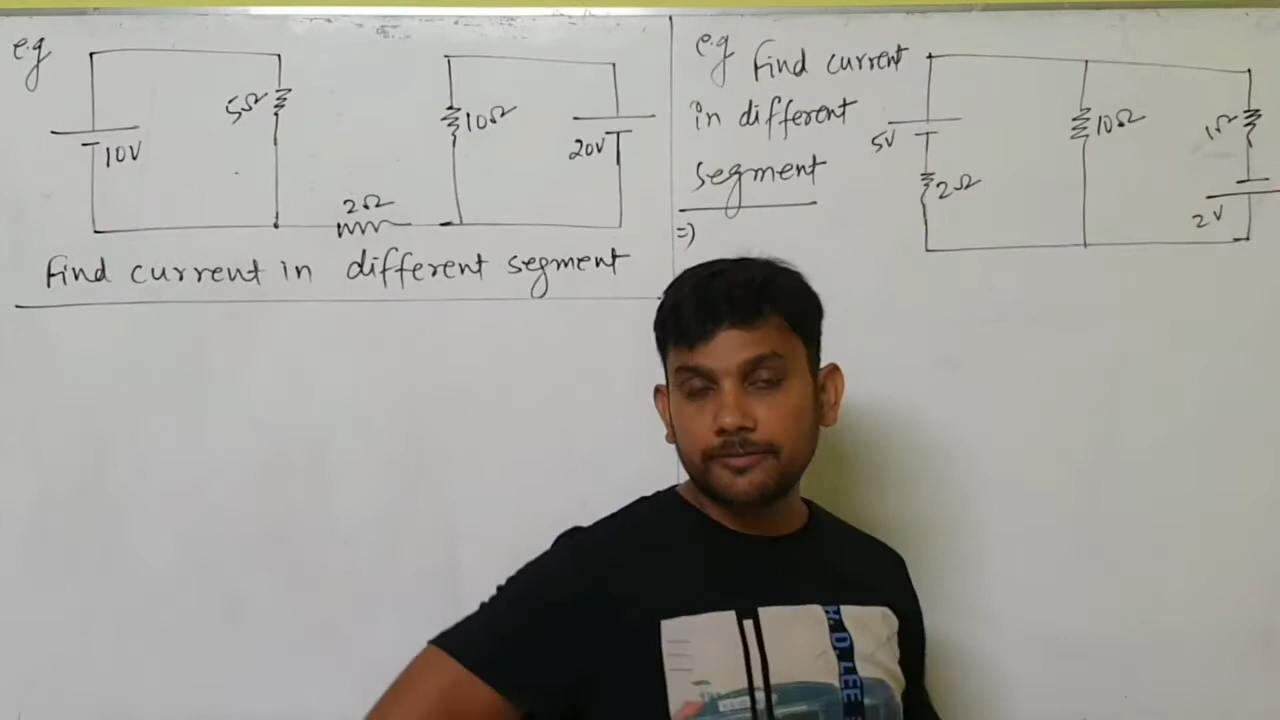 e.g
5Ω
10V
10Ω
20V
2Ω
Find current in different segment
e.g Find current
in different
segment
=)
5V
2Ω
10Ω
1Ω
2V
H.D.LEE